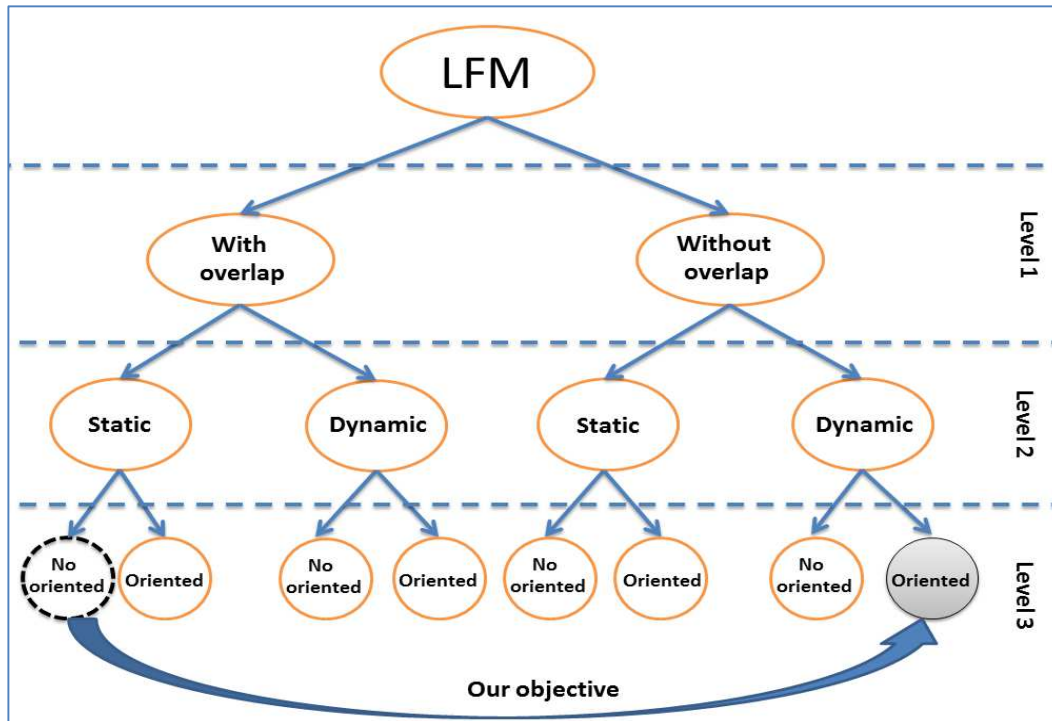 LFM
With
overlap
Without
overlap
Level 1
Static
Dynamic
Static
Dynamic
Level 2
No
oriented
Oriented
No
oriented
Oriented
No
oriented
Oriented
No
oriented
Oriented
Level 3
Our objective